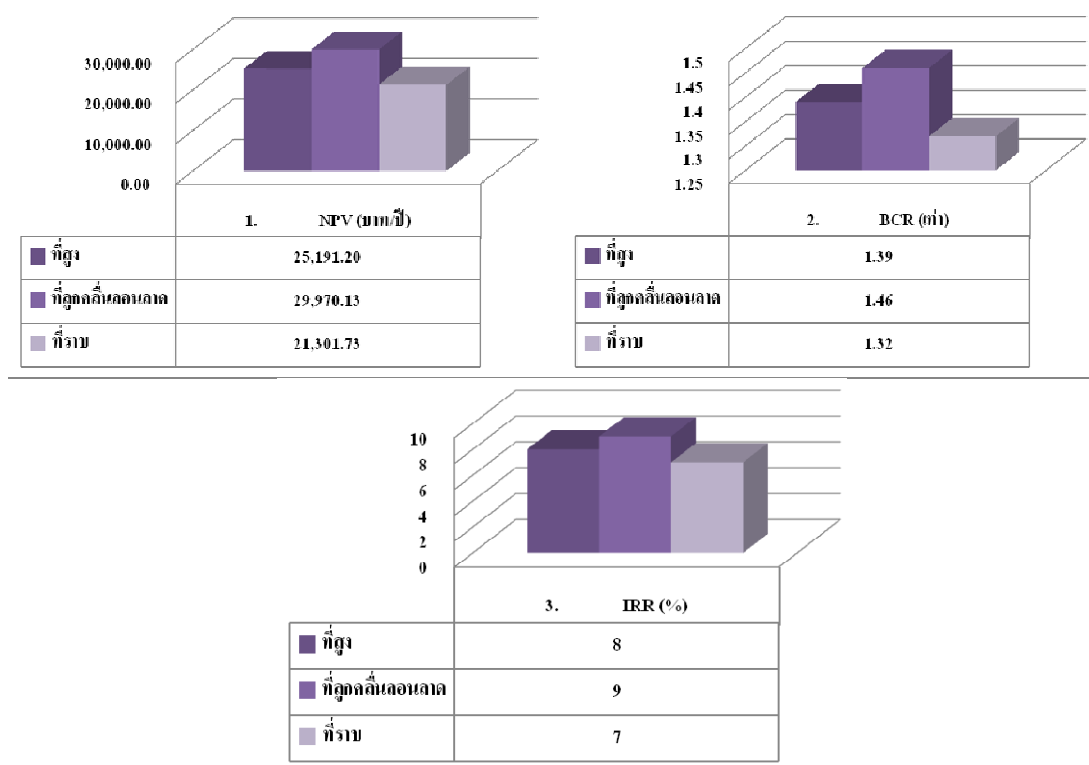 30,000.00
20,000.00
10,000.00
0.00
1. NPV (บาท/ปี)
ที่สูง 25,191.20
ที่ลูกคลื่นลอนลาด 29,970.13
ที่ราบ 21,301.73
1.5
1.45
1.4
1.35
1.3
1.25
2. BCR (เท่า)
ที่สูง 1.39
ที่ลูกคลื่นลอนลาด 1.46
ที่ราบ 1.32
10
8
6
4
2
0
3. IRR (%)
ที่สูง 8
ที่ลูกคลื่นลอนลาด 9
ที่ราบ 7